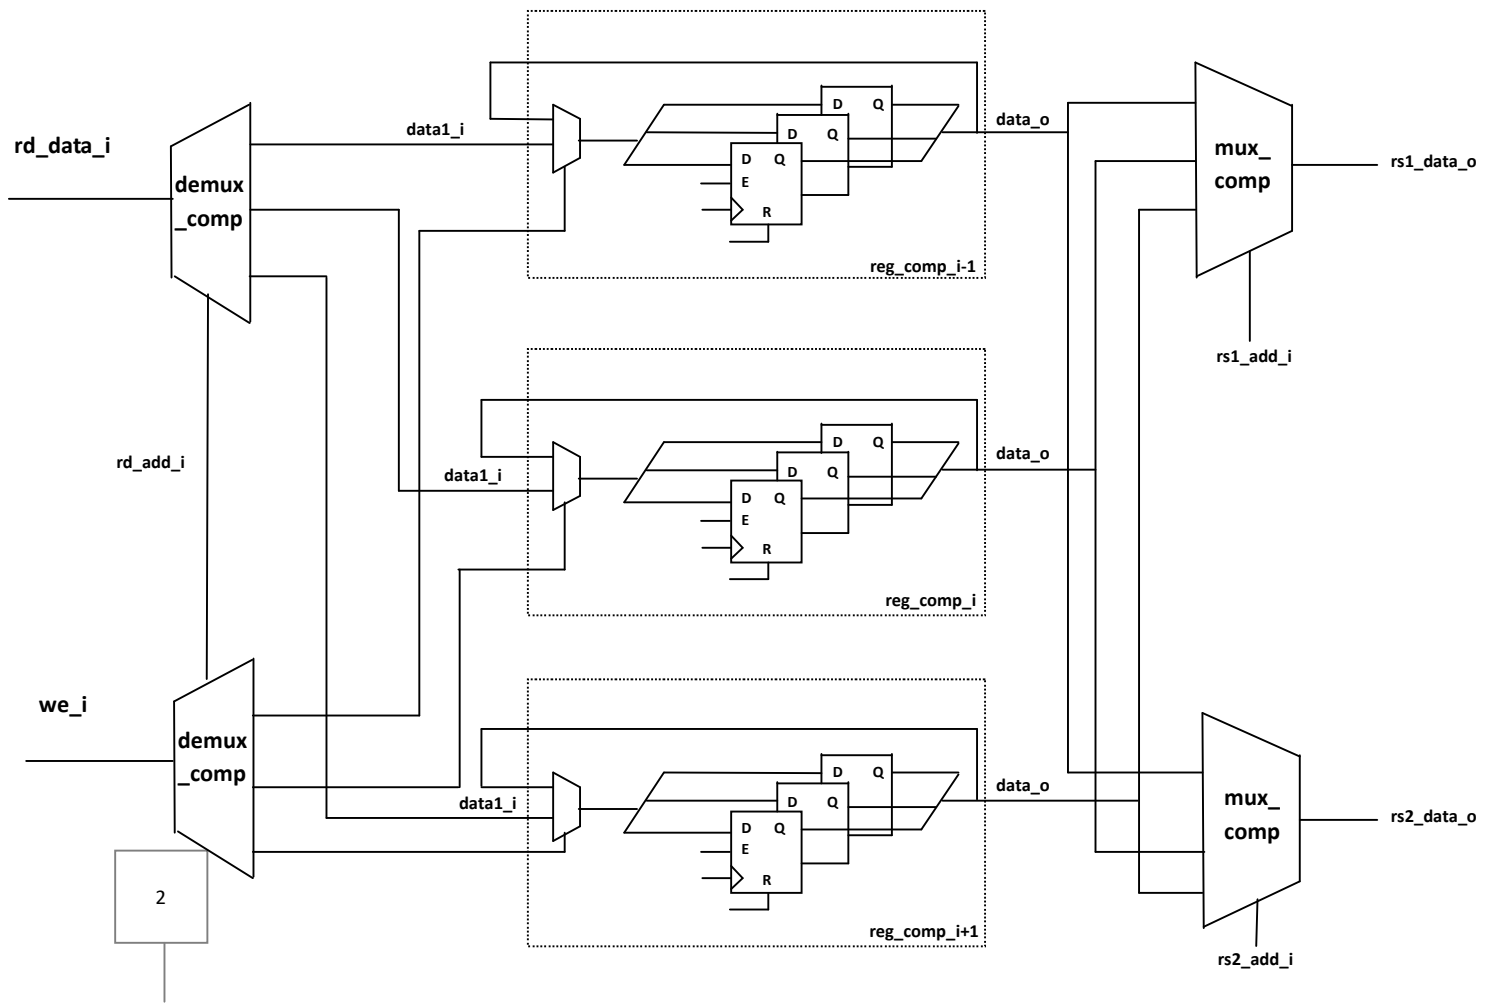 rd_data_i
demux
_comp
data1_i
D Q
D Q
D Q
E
R
reg_comp_i-1
data_o
mux_
comp
rs1_data_o
rs1_add_i
rd_add_i
data1_i
D Q
D Q
D Q
E
R
reg_comp_i
data_o
we_i
demux
_comp
data1_i
D Q
D Q
D Q
E
R
reg_comp_i+1
data_o
mux_
comp
rs2_data_o
rs2_add_i
2